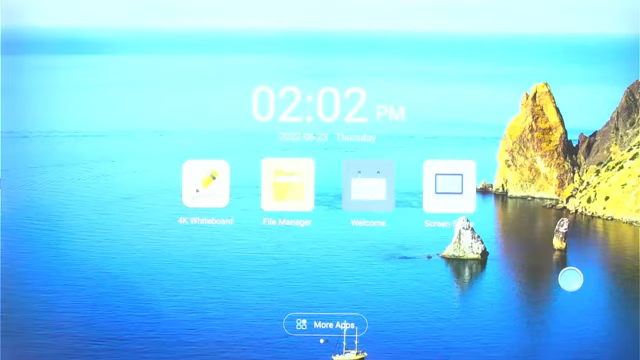 02:02 PM
Thursday
4K Whiteboard
File Manager
Welcome
Screen
More Apps